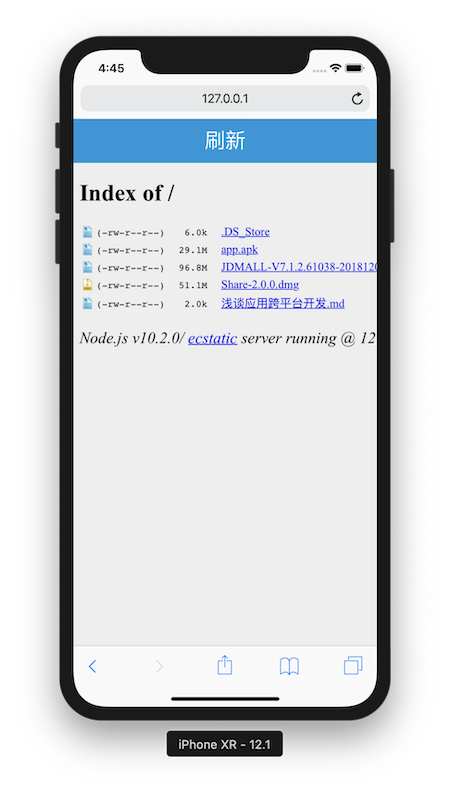 4:45
127.0.0.1
刷新
Index of /
(-rw-r--r--) 6.0k .DS_Store
(-rw-r--r--) 29.1M app.apk
(-rw-r--r--) 96.8M JDMALL-V7.1.2.61038-2018120
(-rw-r--r--) 51.1M Share-2.0.0.dmg
(-rw-r--r--) 2.0k 浅谈应用跨平台开发.md
Node.js v10.2.0/ ecstatic server running @ 12
iPhone XR - 12.1